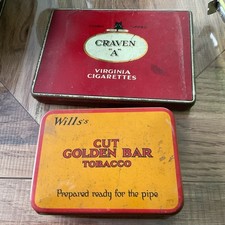 CRAVEN
"A"
VIRGINIA
CIGARETTES
Wills's
CUT
GOLDEN BAR
TOBACCO
Prepared ready for the pipe